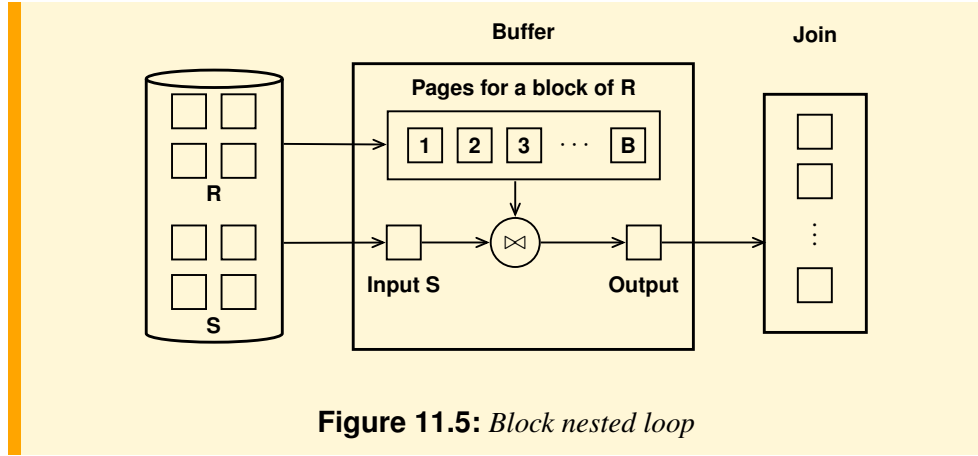 Buffer
Join
Pages for a block of R
1 2 3 · · · B
R
⋈
Input S
Output
S
Figure 11.5: Block nested loop